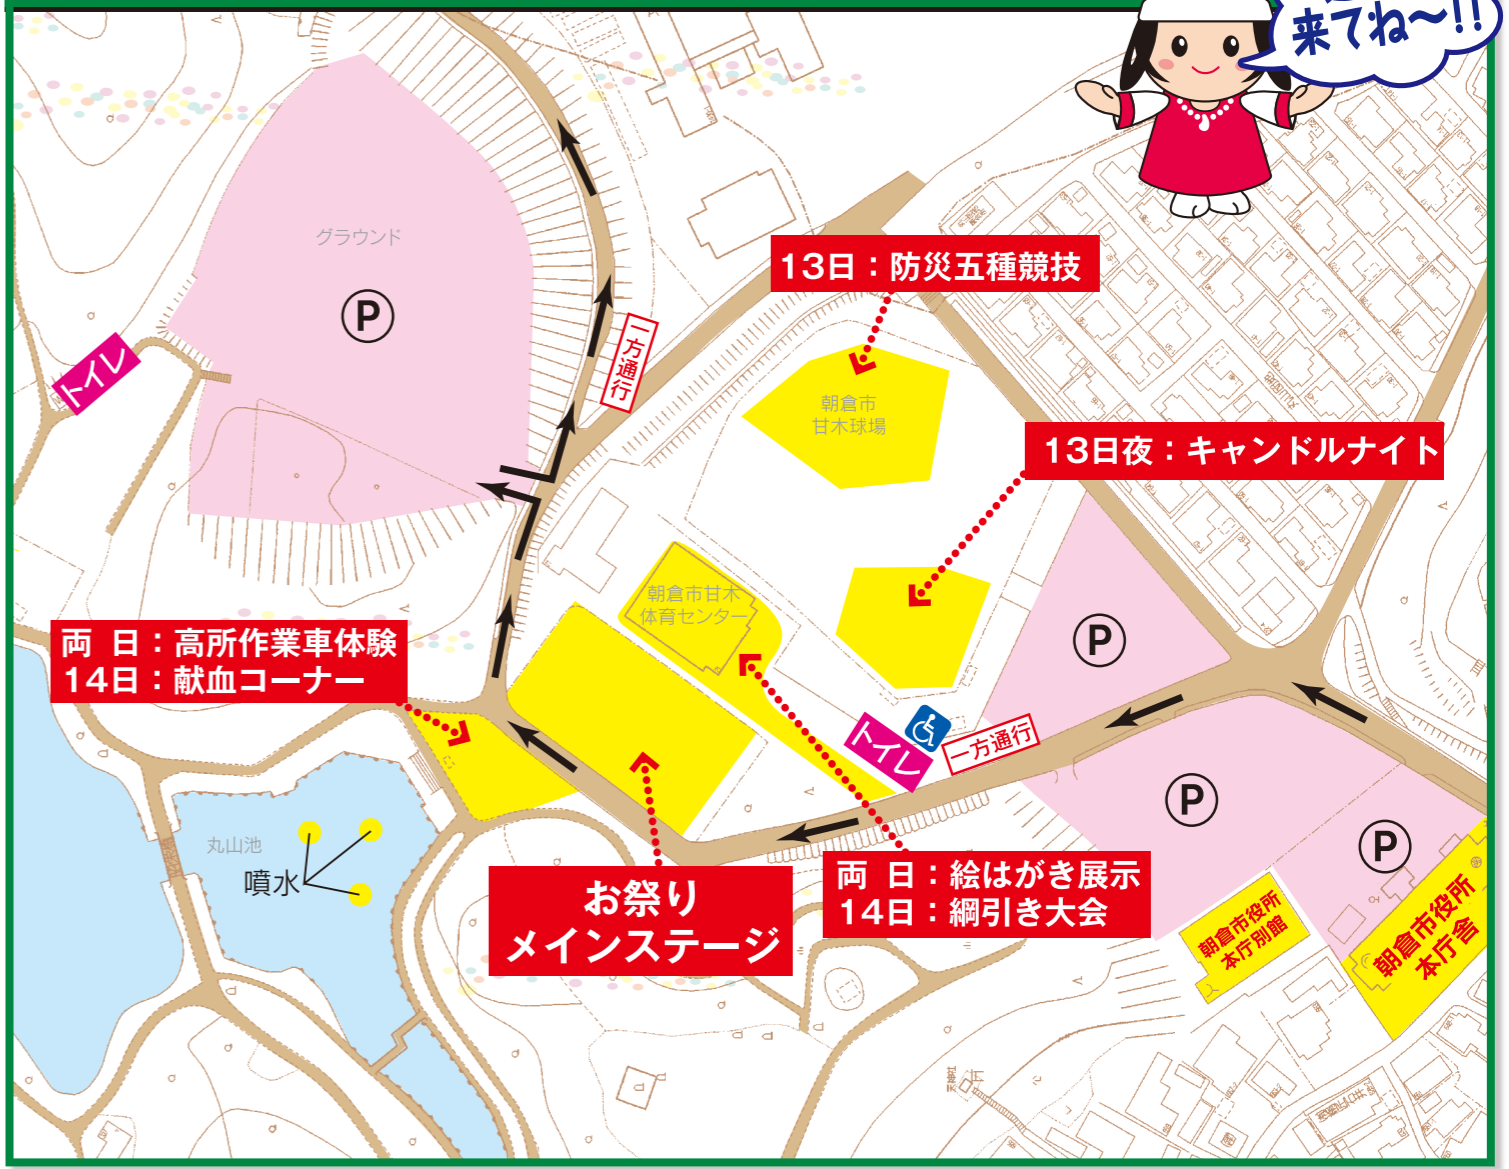 来てね〜!!
グラウンド
P
トイレ
一方通行
13日：防災五種競技
朝倉市
甘木球場
13日夜：キャンドルナイト
朝倉市甘木
体育センター
両 日：高所作業車体験
14日：献血コーナー
P
トイレ
一方通行
P
P
丸山池
噴水
お祭り
メインステージ
両 日：絵はがき展示
14日：綱引き大会
朝倉市役所
本庁別館
朝倉市役所
本庁舎